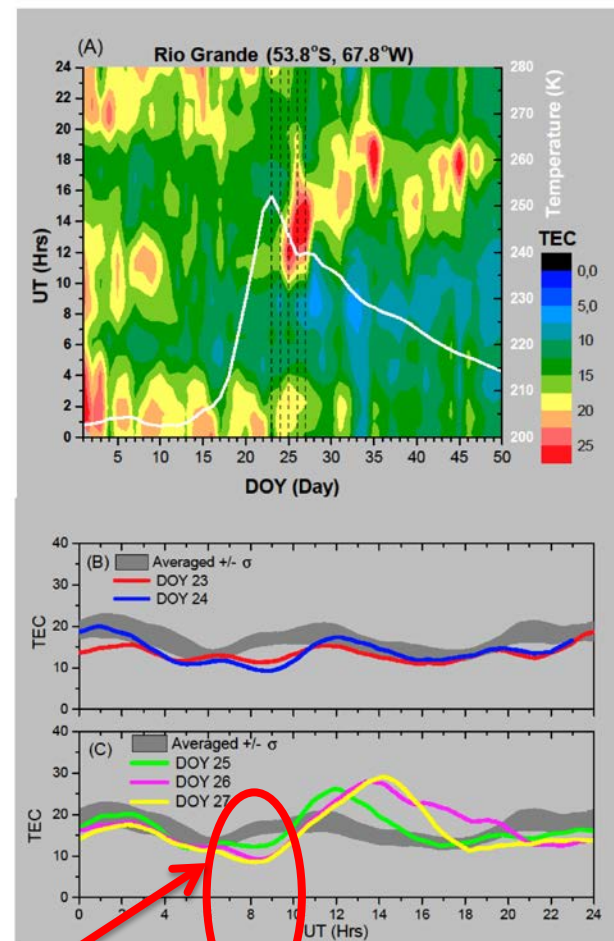 (A)
Rio Grande (53.8°S, 67.8°W)
24
22
20
18
16
14
12
10
8
6
4
2
0
UT (Hrs)
5 10 15 20 25 30 35 40 45 50
DOY (Day)
280
270
260
250
240
230
220
210
200
Temperature (K)
TEC
0,0
5,0
10
15
20
25
(B)
Averaged +/- σ
DOY 23
DOY 24
40
30
20
10
0
TEC
(C)
Averaged +/- σ
DOY 25
DOY 26
DOY 27
40
30
20
10
0
TEC
0 2 4 6 8 10 12 14 16 18 20 22 24
UT (Hrs)